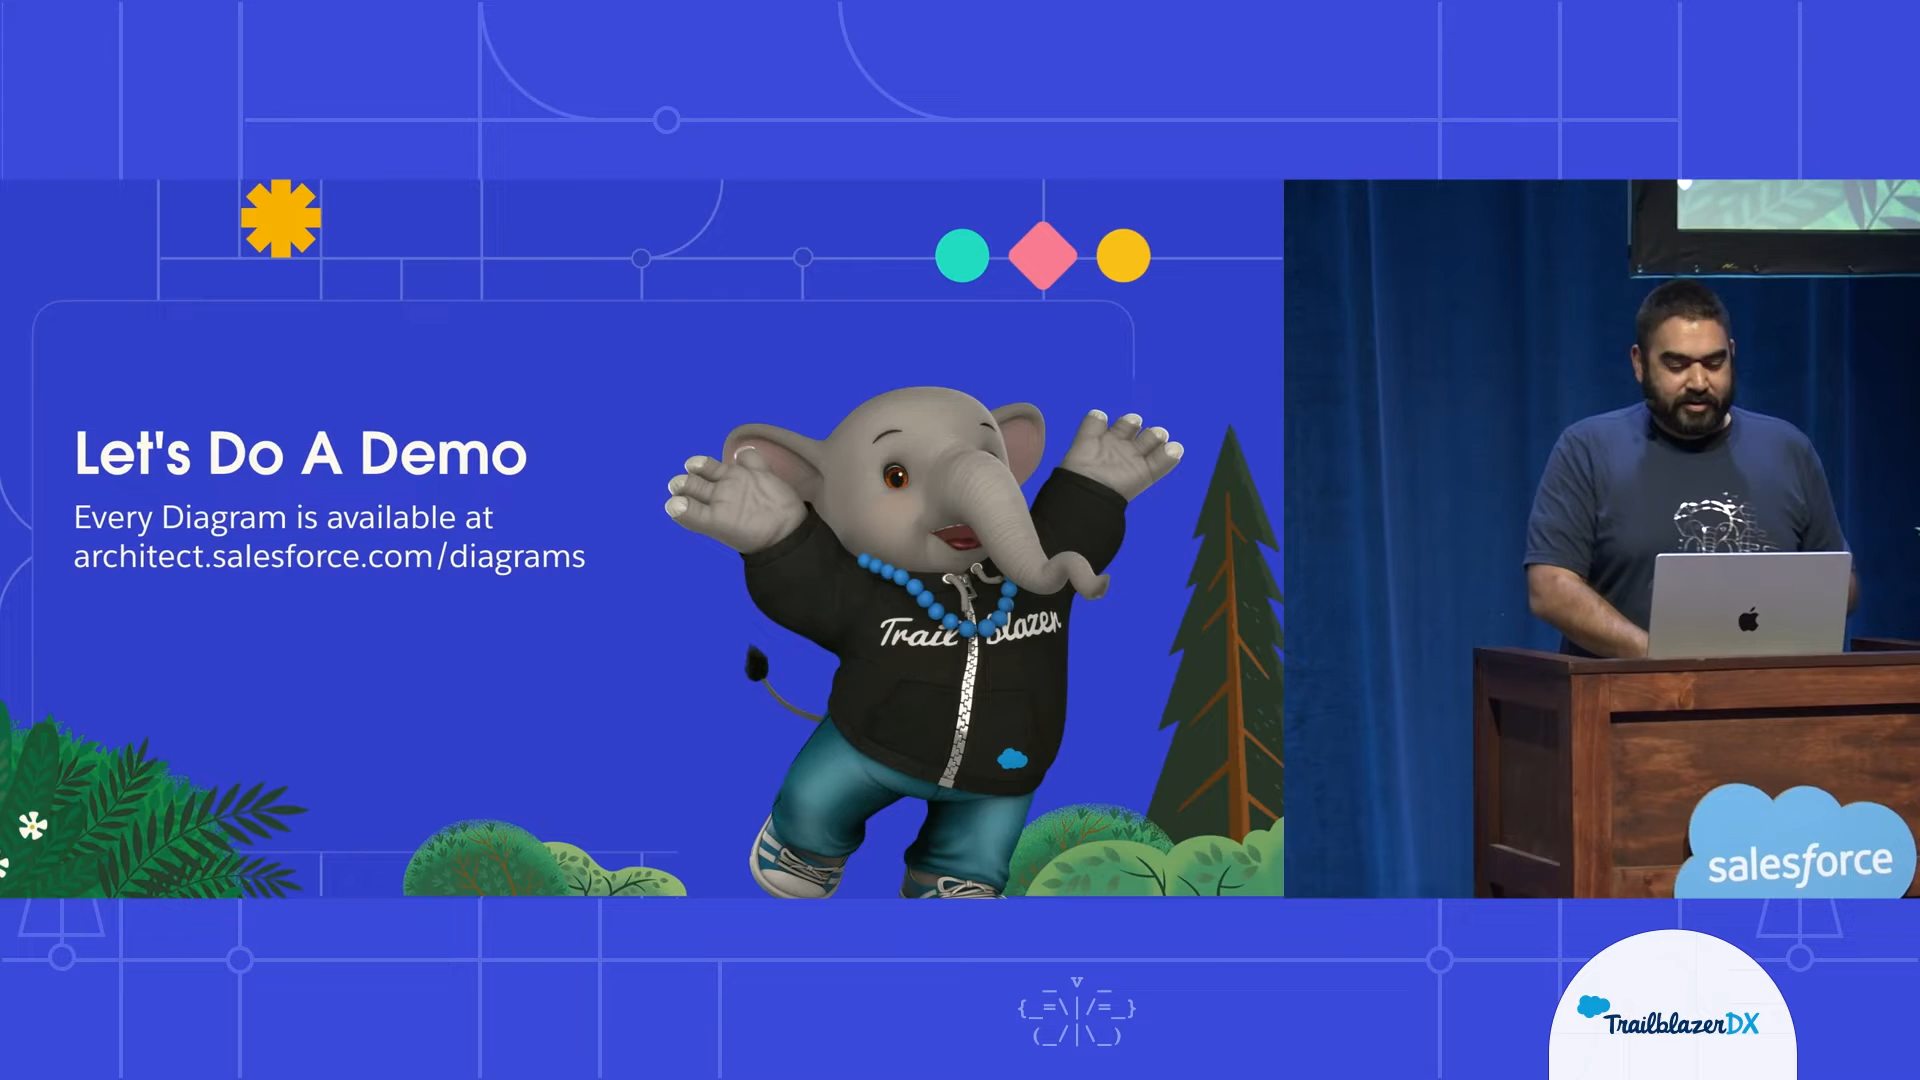 Let's Do A Demo
Every Diagram is available at
architect.salesforce.com/diagrams
Trailblazer
salesforce
TrailblazerDX